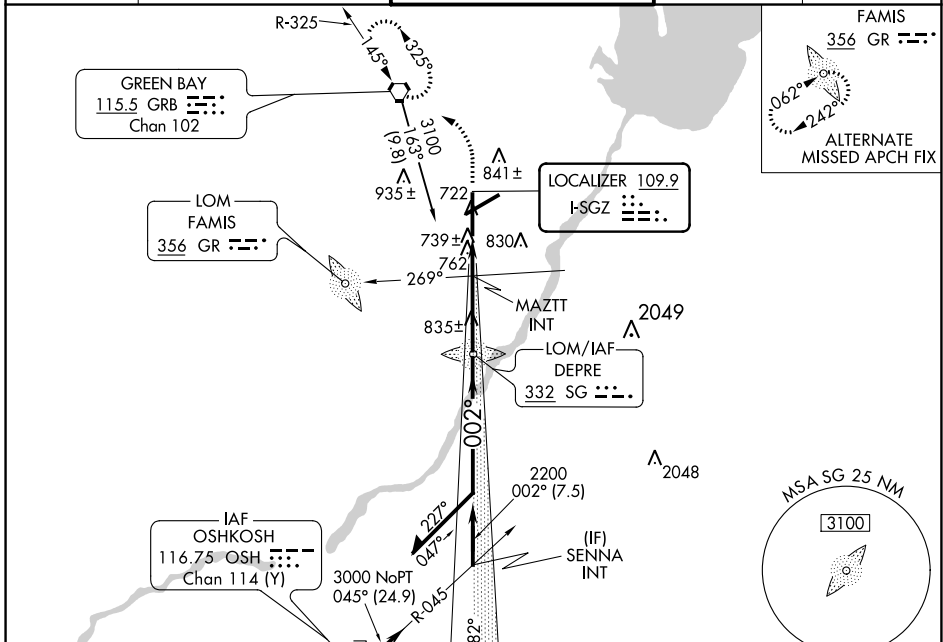 R-325
145°
325°
GREEN BAY
115.5 GRB
Chan 102
3100
163°
(9.8)
935±
841±
722
LOCALIZER 109.9
I-SGZ
FAMIS
356 GR
062°
242°
ALTERNATE
MISSED APCH FIX
LOM
FAMIS
356 GR
739±
830
762
269°
MAZTT
INT
835±
2049
LOM/IAF
DEPRE
332 SG
002°
2048
2200
002° (7.5)
227°
047°
(IF)
SENNA
INT
IAF
OSHKOSH
116.75 OSH
Chan 114 (Y)
3000 NoPT
045° (24.9)
R-045
MSA SG 25 NM
3100